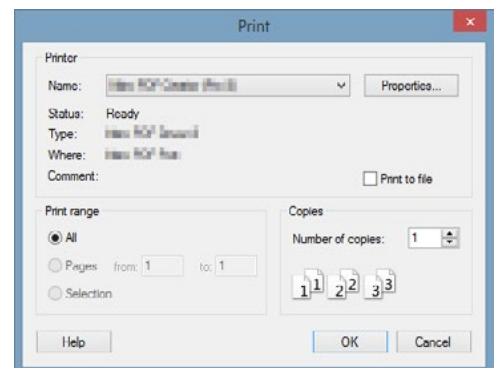 Print
Printer
Name:
Properties...
Status: Ready
Type:
Where:
Comment:
Print to file
Print range
All
Pages from: 1 to: 1
Selection
Copies
Number of copies: 1
1 1 2 2 3 3
Help
OK
Cancel